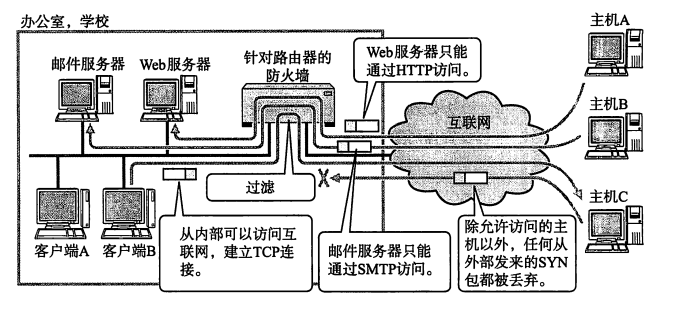 办公室，学校
主机A
邮件服务器
Web服务器
针对路由器的
防火墙
Web服务器只能
通过HTTP访问。
互联网
主机B
过滤
主机C
客户端A
客户端B
从内部可以访问互
联网，建立TCP连
接。
邮件服务器只能
通过SMTP访问。
除允许访问的主
机以外，任何从
外部发来的SYN
包都被丢弃。